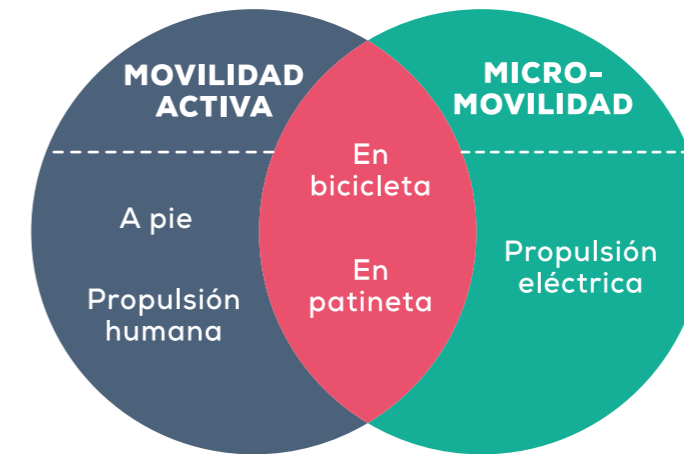 MOVILIDAD
ACTIVA
A pie
Propulsión
humana
En
bicicleta
En
patineta
MICRO-
MOVILIDAD
Propulsión
eléctrica